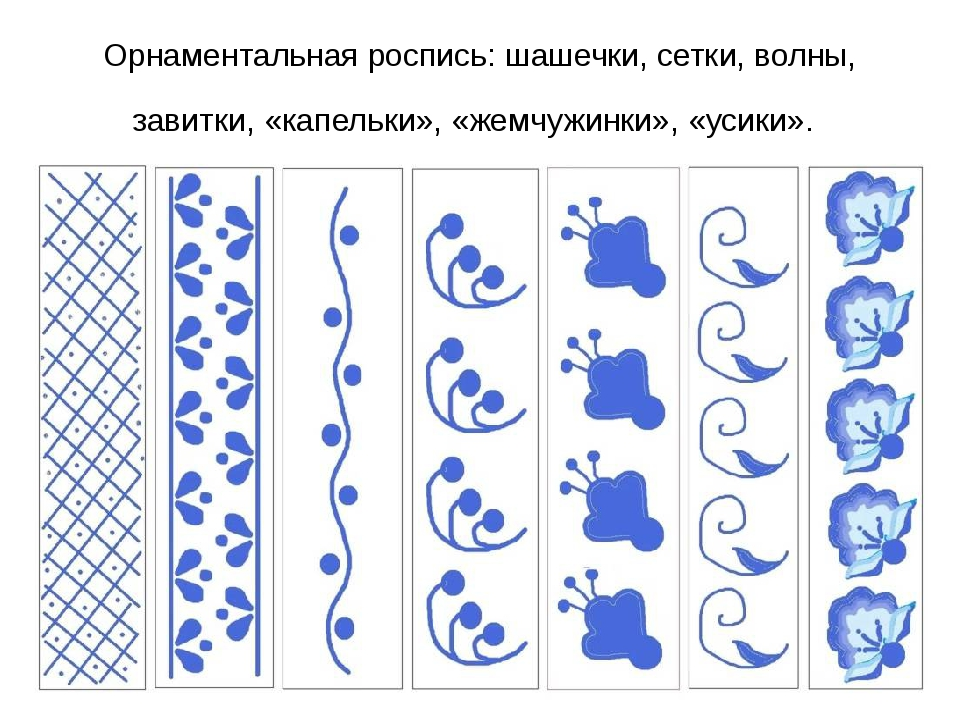 Орнаментальная роспись: шашечки, сетки, волны,
завитки, «капельки», «жемчужинки», «усики».